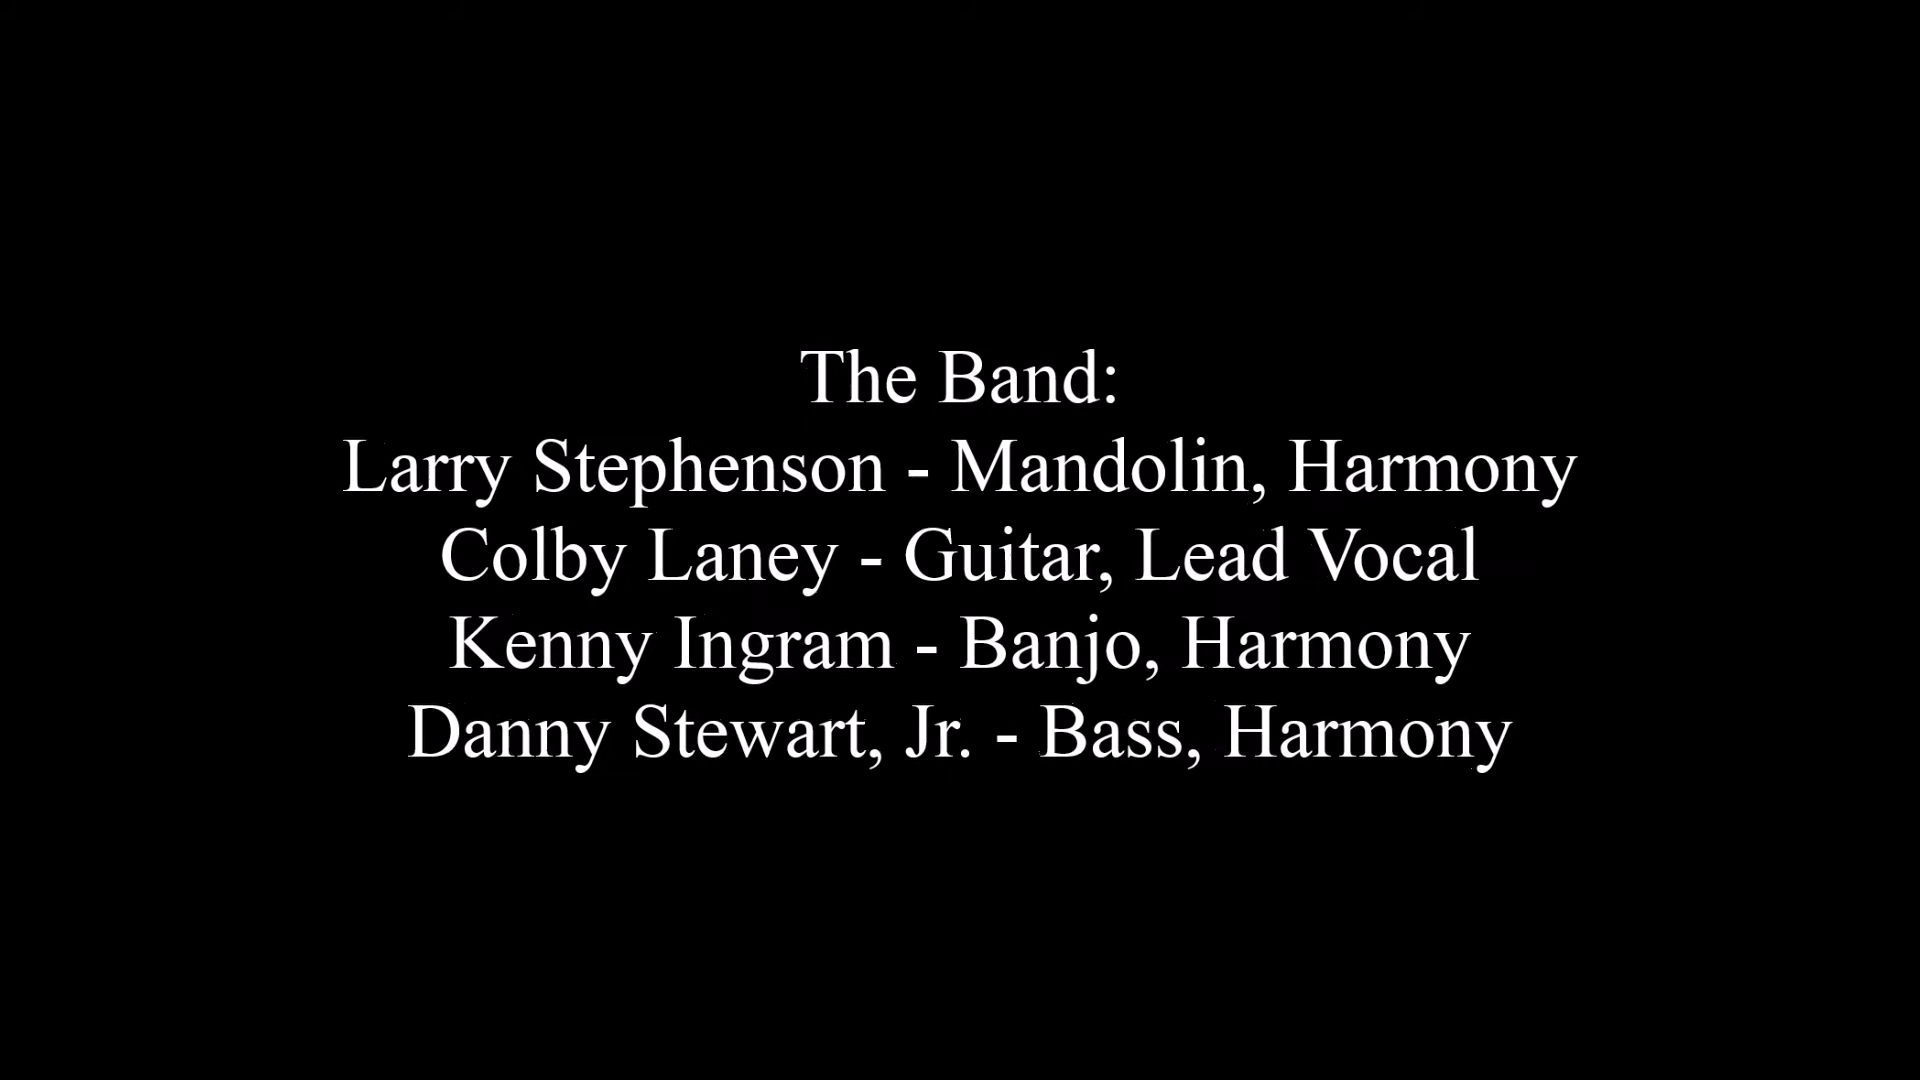 The Band:
Larry Stephenson - Mandolin, Harmony
Colby Laney - Guitar, Lead Vocal
Kenny Ingram - Banjo, Harmony
Danny Stewart, Jr. - Bass, Harmony